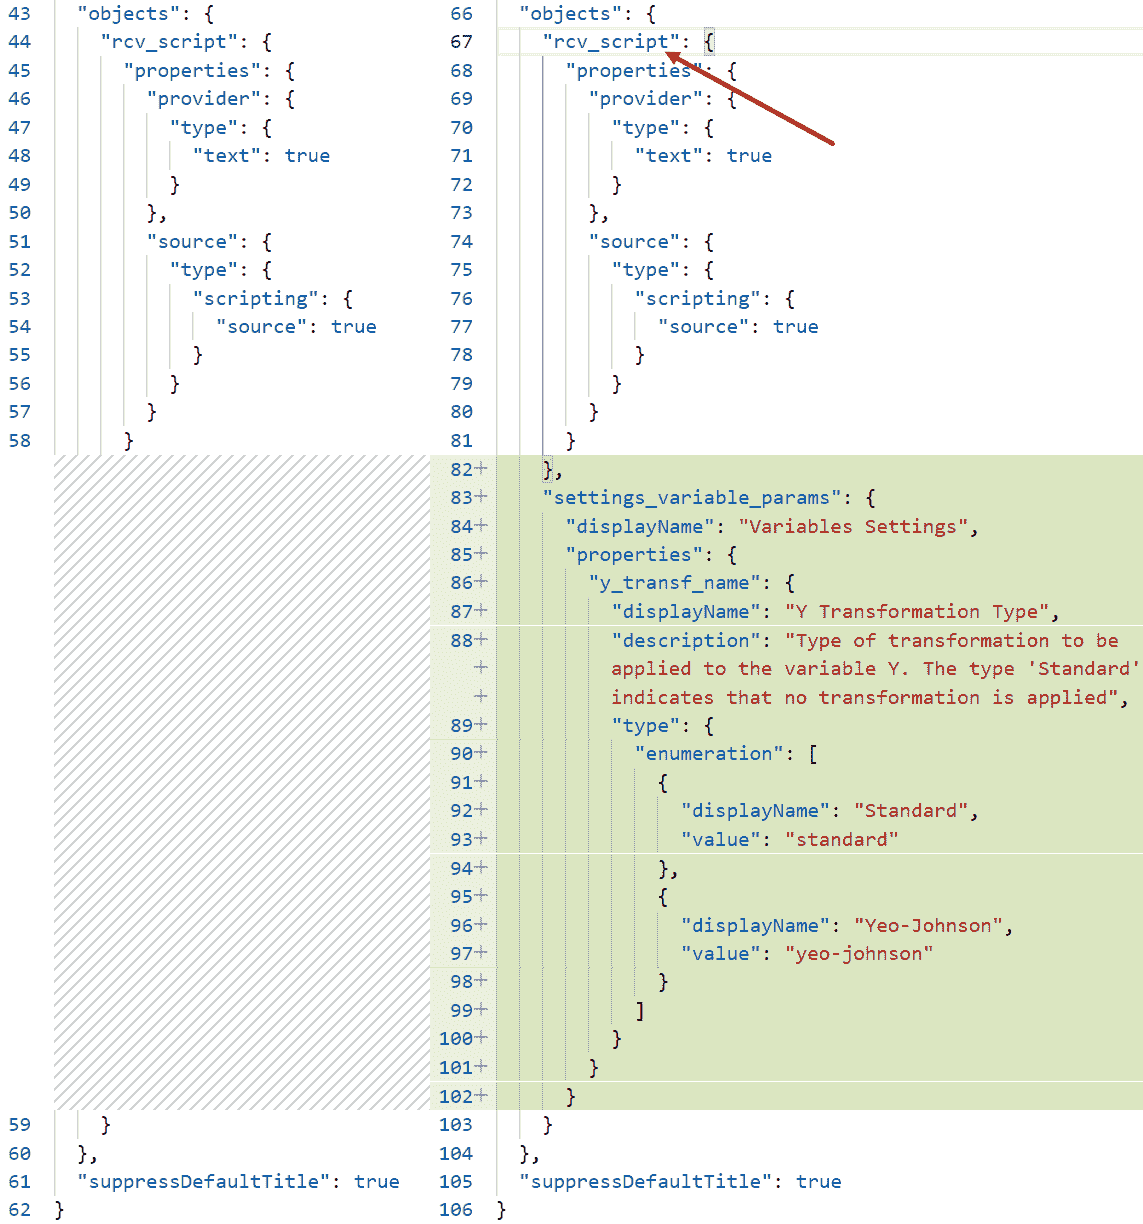 43 "objects": {
44 "rcv_script": {
45 "properties": {
46 "provider": {
47 "type": {
48 "text": true
49 }
50 },
51 "source": {
52 "type": {
53 "scripting": {
54 "source": true
55 }
56 }
57 }
58 }
59 }
60 },
61 "suppressDefaultTitle": true
62 }
66 "objects": {
67 "rcv_script": {
68 "properties": {
69 "provider": {
70 "type": {
71 "text": true
72 }
73 },
74 "source": {
75 "type": {
76 "scripting": {
77 "source": true
78 }
79 }
80 }
81 }
82+ },
83+ "settings_variable_params": {
84+ "displayName": "Variables Settings",
85+ "properties": {
86+ "y_transf_name": {
87+ "displayName": "Y Transformation Type",
88+ "description": "Type of transformation to be
+ applied to the variable Y. The type 'Standard'
+ indicates that no transformation is applied",
89+ "type": {
90+ "enumeration": [
91+ {
92+ "displayName": "Standard",
93+ "value": "standard"
94+ },
95+ {
96+ "displayName": "Yeo-Johnson",
97+ "value": "yeo-johnson"
98+ }
99+ ]
100+ }
101+ }
102+ }
103 }
104 },
105 "suppressDefaultTitle": true
106 }